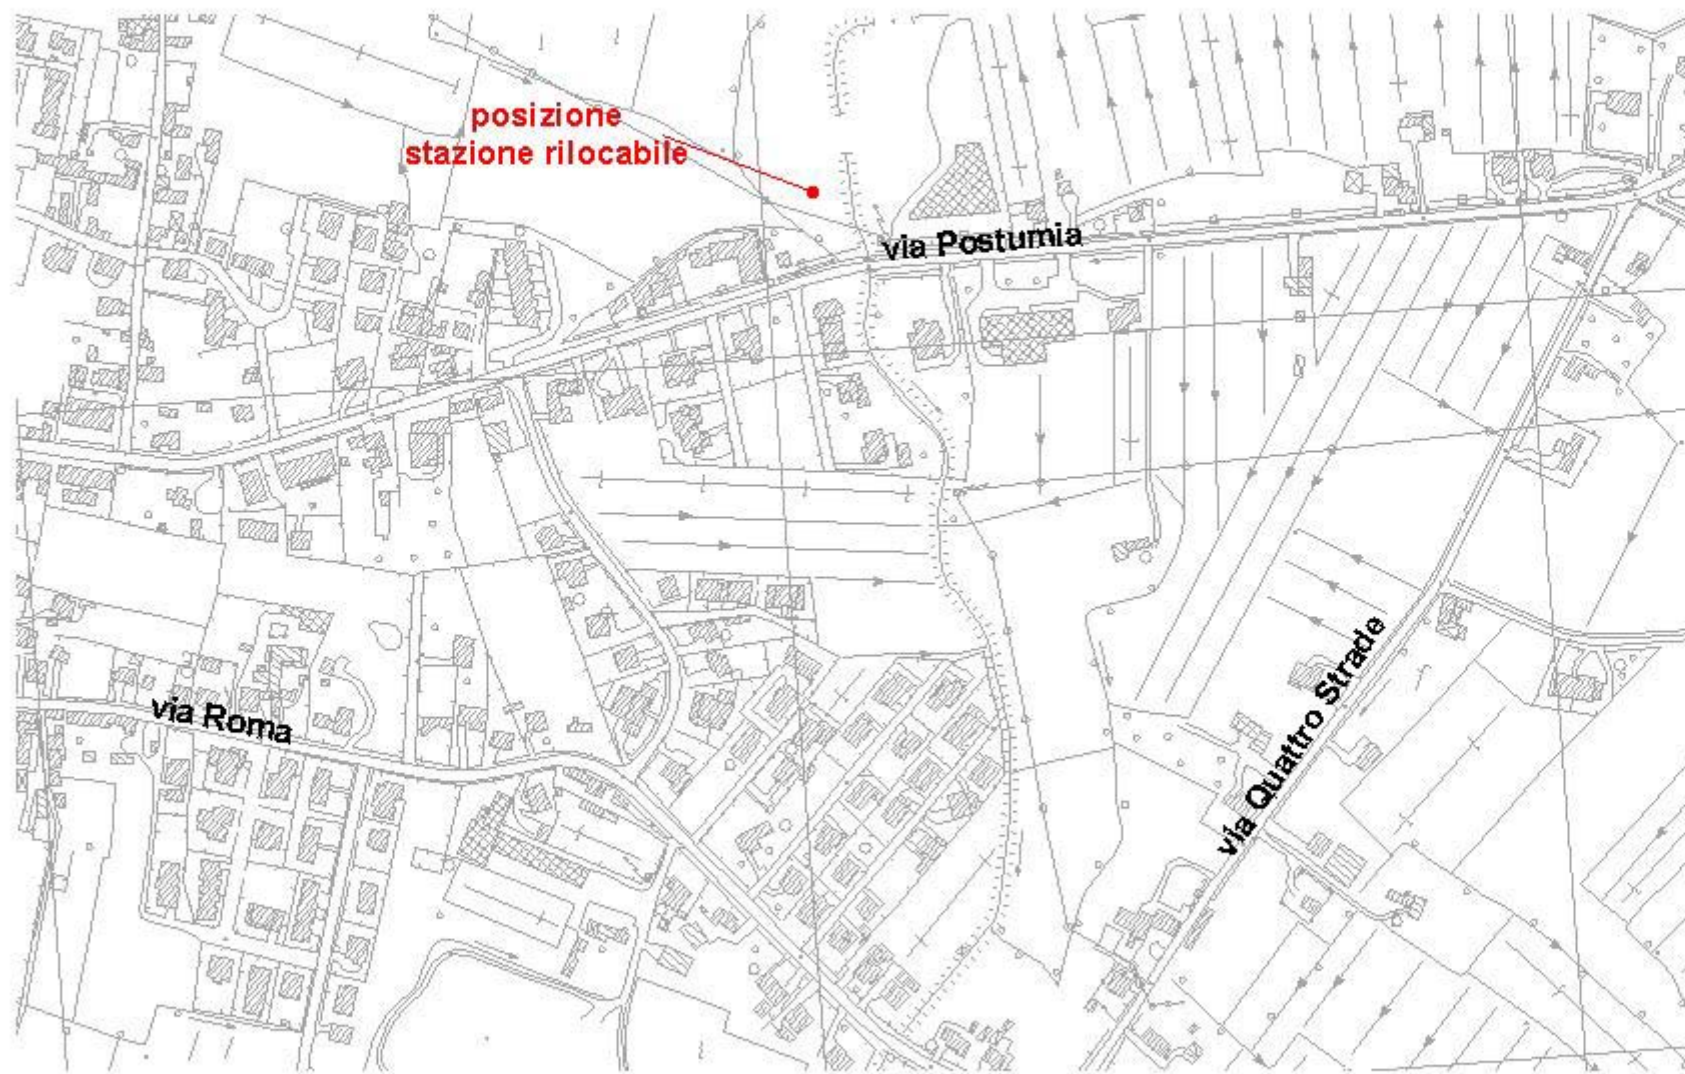 posizione
stazione rilocabile
via Postumia
via Roma
via Quattro Strade